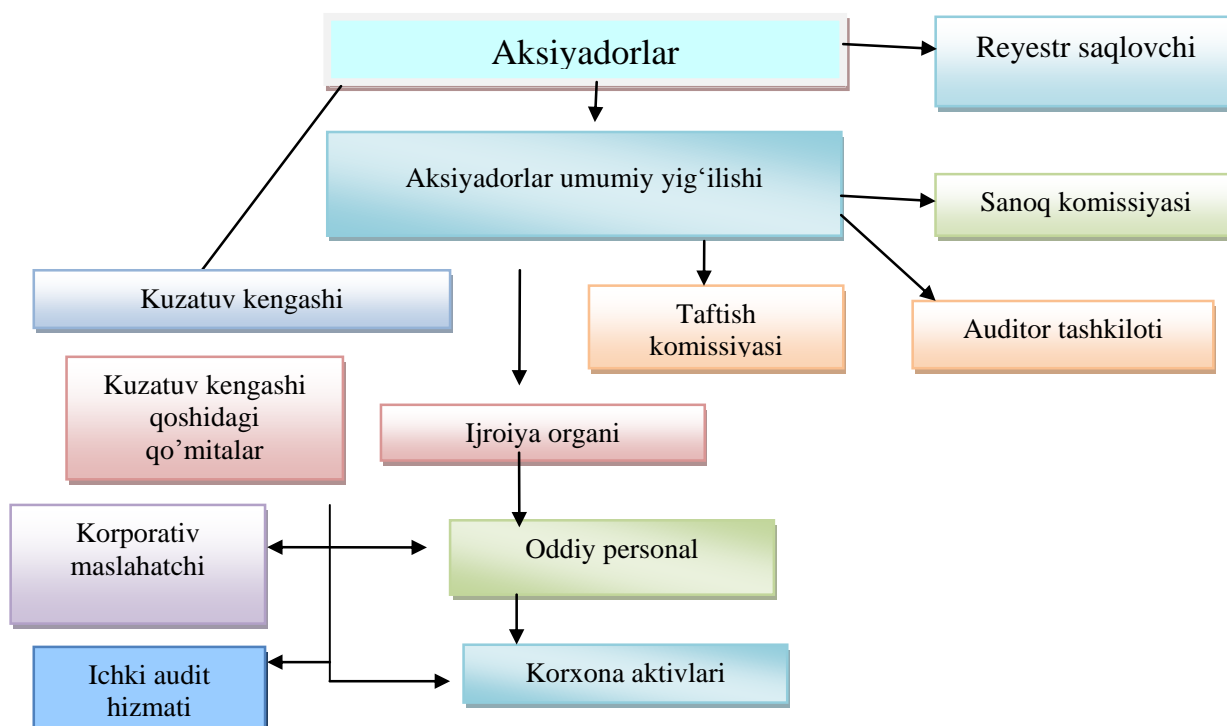 Aksiyadorlar
Reyestr saqlovchi
Aksiyadorlar umumiy yig‘ilishi
Sanoq komissiyasi
Kuzatuv kengashi
Taftish
komissiyasi
Auditor tashkiloti
Kuzatuv kengashi
qoshidagi
qo’mitalar
Ijroiya organi
Korporativ
maslahatchi
Oddiy personal
Ichki audit
hizmati
Korxona aktivlari